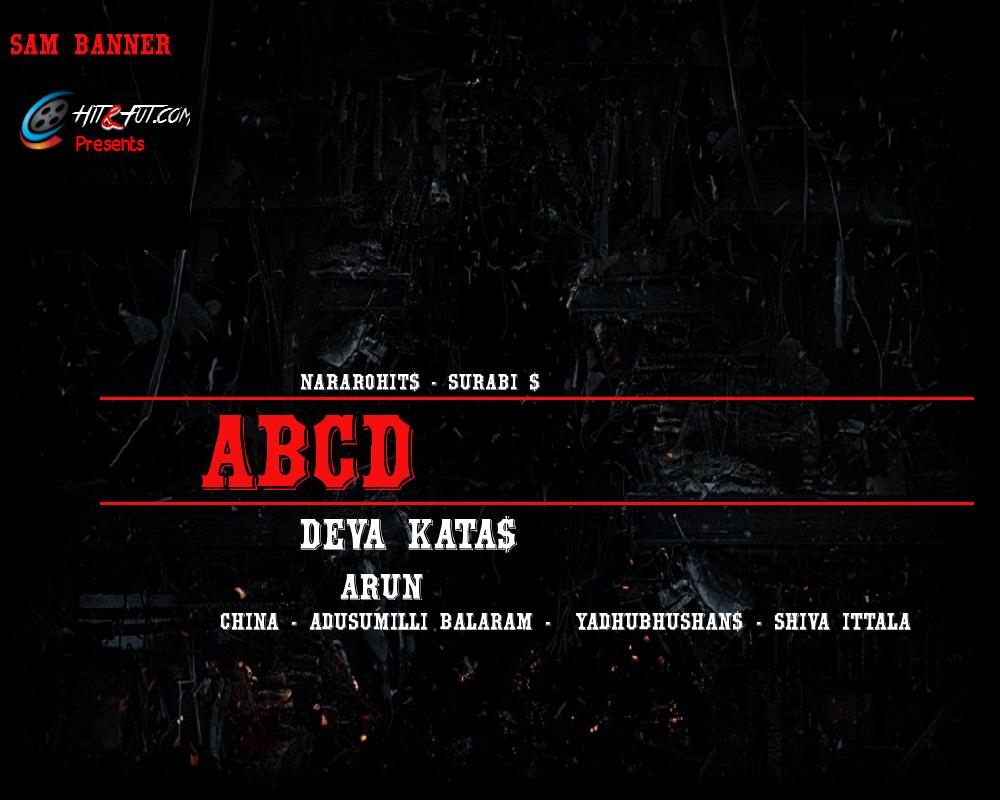 SAM BANNER
HIT&FUT.COM
Presents
NARAROHIT$ - SURABI $
ABCD
DEVA KATA$
ARUN
CHINA - ADUSUMILLI BALARAM - YADHUBHUSHAN$ - SHIVA ITTALA